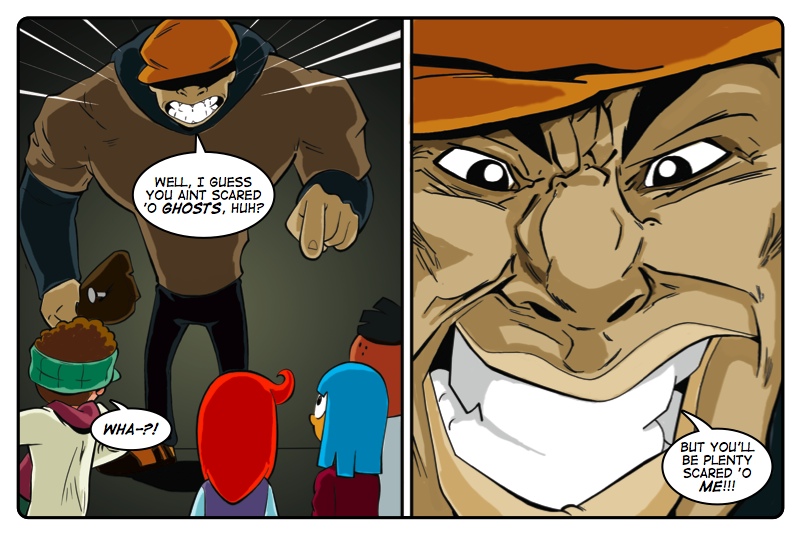 WELL, I GUESS
YOU AINT SCARED
'O GHOSTS, HUH?
WHA-?!
BUT YOU'LL
BE PLENTY
SCARED 'O
ME!!!